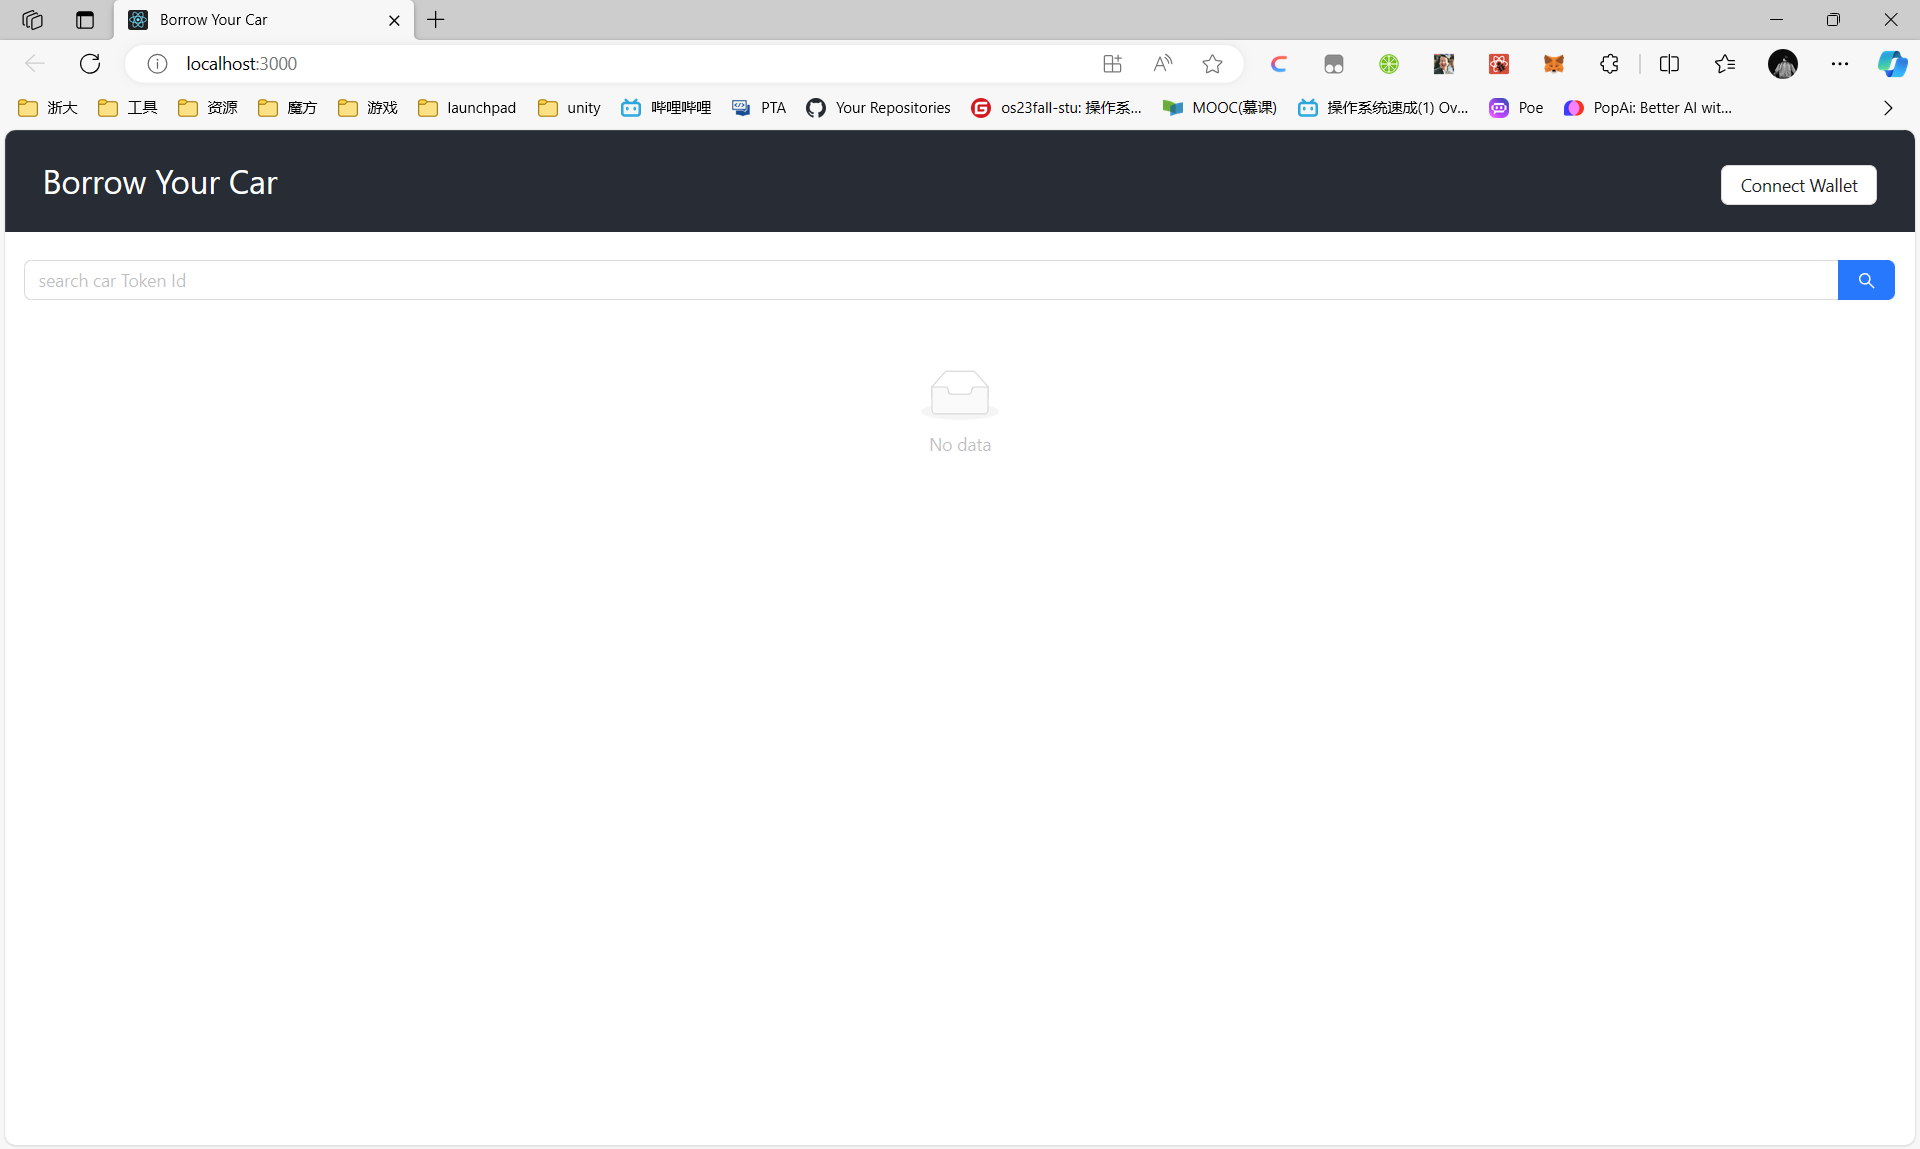 Borrow Your Car
localhost:3000
浙大 工具 资源 魔方 游戏 launchpad unity 哔哩哔哩 PTA Your Repositories os23fall-stu: 操作系... MOOC(慕课) 操作系统速成(1) Ov... Poe PopAi: Better AI wit...
Borrow Your Car
Connect Wallet
search car Token Id
No data